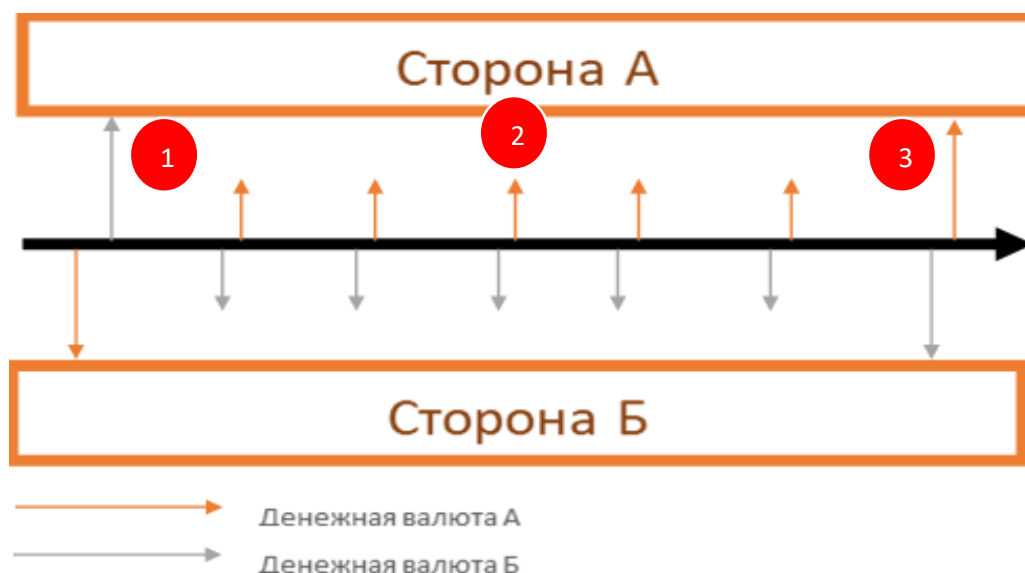 Сторона А
1
2
3
Сторона Б
Денежная валюта А
Денежная валюта Б